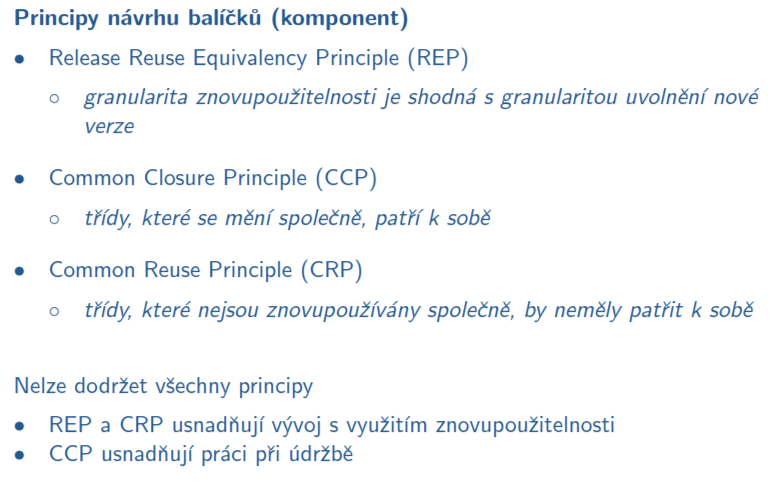 Principy návrhu balíčků (komponent)
• Release Reuse Equivalency Principle (REP)
○ granularita znovupoužitelnosti je shodná s granularitou uvolnění nové
verze
• Common Closure Principle (CCP)
○ třídy, které se mění společně, patří k sobě
• Common Reuse Principle (CRP)
○ třídy, které nejsou znovupoužívány společně, by neměly patřit k sobě
Nelze dodržet všechny principy
• REP a CRP usnadňují vývoj s využitím znovupoužitelnosti
• CCP usnadňují práci při údržbě